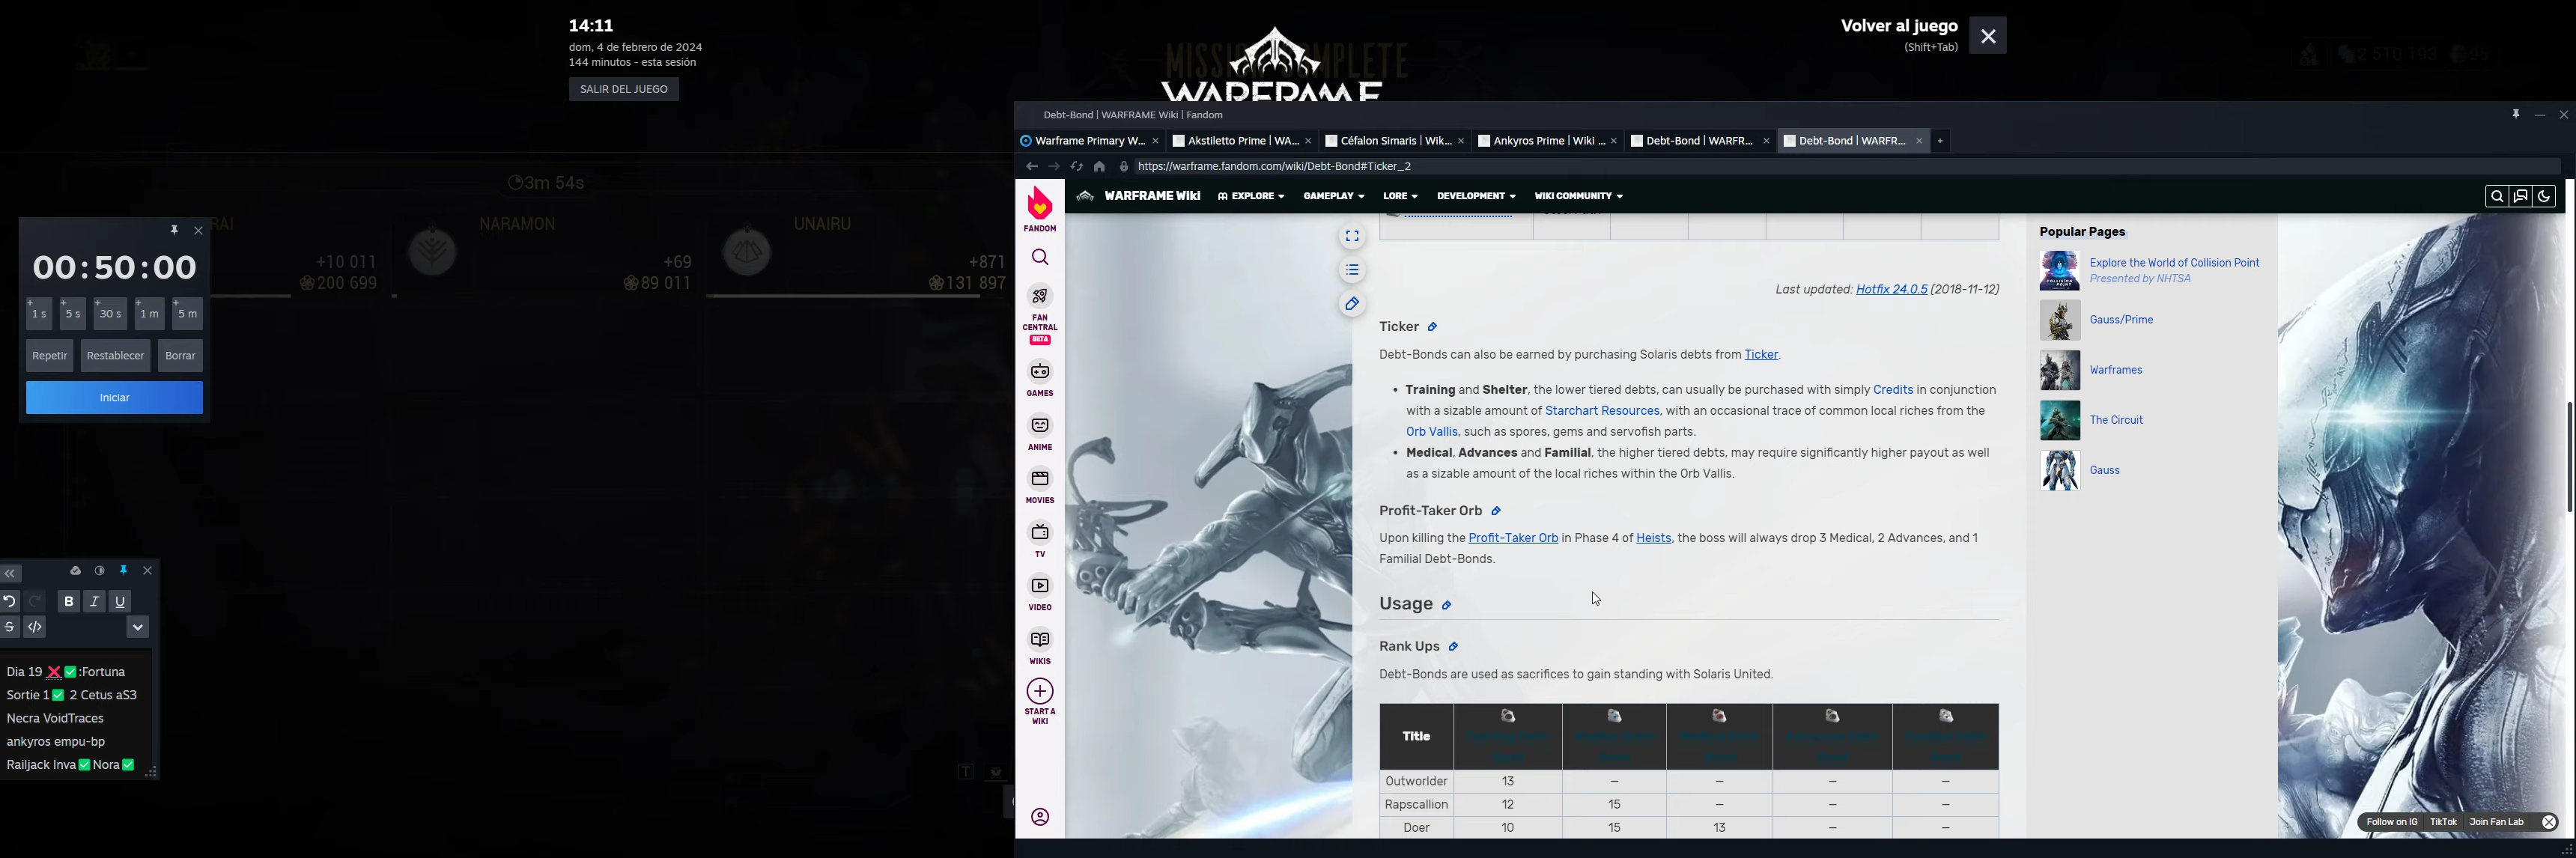 14:11
dom, 4 de febrero de 2024
144 minutos - esta sesión
SALIR DEL JUEGO
MISSION COMPLETE
WARFRAME
Volver al juego
(Shift+Tab)
2 510 193
95
3m 54s
RAI
+10 011
200 699
NARAMON
+69
89 011
UNAIRU
+871
131 897
00:50:00
+ 1 s
+ 5 s
+ 30 s
+ 1 m
+ 5 m
Repetir
Restablecer
Borrar
Iniciar
B I U
S </>
Dia 19 ❌✅:Fortuna
Sortie 1✅ 2 Cetus aS3
Necra VoidTraces
ankyros empu-bp
Railjack Inva✅Nora✅
T
Debt-Bond | WARFRAME Wiki | Fandom
Warframe Primary W...
Akstiletto Prime | WA...
Céfalon Simaris | Wik...
Ankyros Prime | Wiki ...
Debt-Bond | WARFR...
Debt-Bond | WARFR...
https://warframe.fandom.com/wiki/Debt-Bond#Ticker_2
FANDOM
FAN CENTRAL
BETA
GAMES
ANIME
MOVIES
TV
VIDEO
WIKIS
START A WIKI
WARFRAME Wiki
EXPLORE
GAMEPLAY
LORE
DEVELOPMENT
WIKI COMMUNITY
Last updated: Hotfix 24.0.5 (2018-11-12)
Ticker
Debt-Bonds can also be earned by purchasing Solaris debts from Ticker.
• Training and Shelter, the lower tiered debts, can usually be purchased with simply Credits in conjunction
with a sizable amount of Starchart Resources, with an occasional trace of common local riches from the
Orb Vallis, such as spores, gems and servofish parts.
• Medical, Advances and Familial, the higher tiered debts, may require significantly higher payout as well
as a sizable amount of the local riches within the Orb Vallis.
Profit-Taker Orb
Upon killing the Profit-Taker Orb in Phase 4 of Heists, the boss will always drop 3 Medical, 2 Advances, and 1
Familial Debt-Bonds.
Usage
Rank Ups
Debt-Bonds are used as sacrifices to gain standing with Solaris United.
Title
Outworlder 13 – – – –
Rapscallion 12 15 – – –
Doer 10 15 13 – –
Popular Pages
Explore the World of Collision Point
Presented by NHTSA
Gauss/Prime
Warframes
The Circuit
Gauss
Follow on IG
TikTok
Join Fan Lab